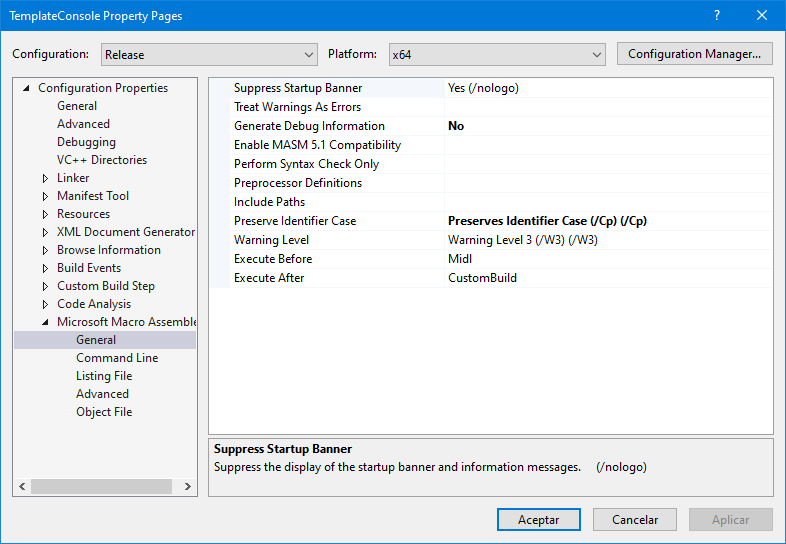 TemplateConsole Property Pages
Configuration: Release Platform: x64 Configuration Manager...
Configuration Properties
General
Advanced
Debugging
VC++ Directories
Linker
Manifest Tool
Resources
XML Document Generator
Browse Information
Build Events
Custom Build Step
Code Analysis
Microsoft Macro Assemble
General
Command Line
Listing File
Advanced
Object File
Suppress Startup Banner Yes (/nologo)
Treat Warnings As Errors
Generate Debug Information No
Enable MASM 5.1 Compatibility
Perform Syntax Check Only
Preprocessor Definitions
Include Paths
Preserve Identifier Case Preserves Identifier Case (/Cp) (/Cp)
Warning Level Warning Level 3 (/W3) (/W3)
Execute Before Midl
Execute After CustomBuild
Suppress Startup Banner
Suppress the display of the startup banner and information messages. (/nologo)
Aceptar Cancelar Aplicar